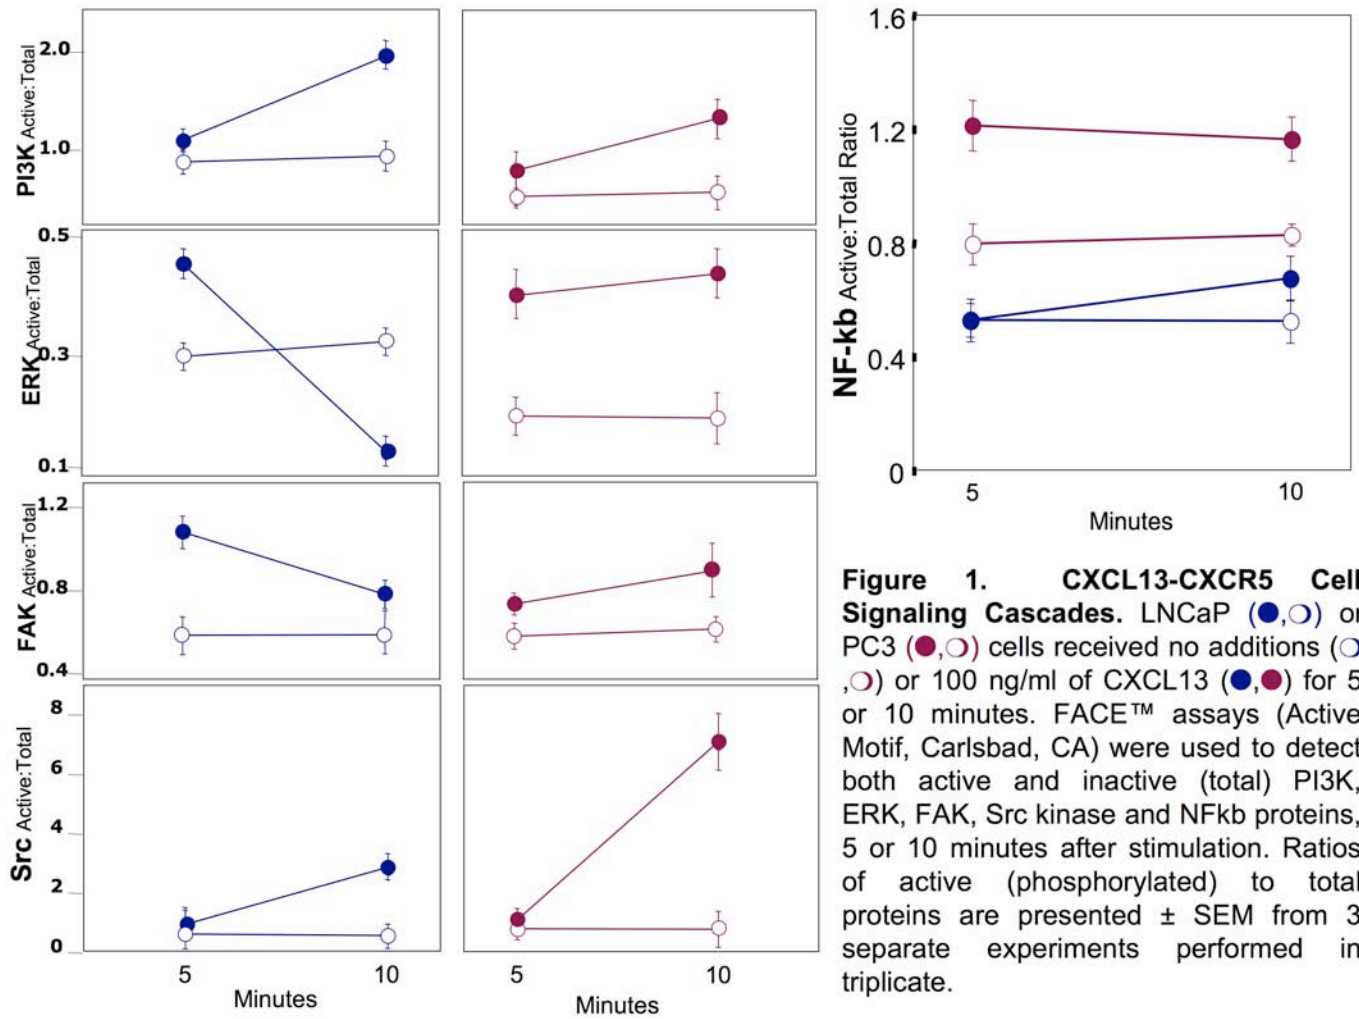 PI3K Active:Total
2.0
1.0
ERK Active:Total
0.5
0.3
0.1
FAK Active:Total
1.2
0.8
0.4
Src Active:Total
8
6
4
2
0
5
10
Minutes
5
10
Minutes
NF-kb Active:Total Ratio
1.6
1.2
0.8
0.4
0
5
10
Minutes
Figure 1. CXCL13-CXCR5 Cell
Signaling Cascades. LNCaP (●,❍) or
PC3 (●,❍) cells received no additions (❍
,❍) or 100 ng/ml of CXCL13 (●,●) for 5
or 10 minutes. FACE™ assays (Active
Motif, Carlsbad, CA) were used to detect
both active and inactive (total) PI3K,
ERK, FAK, Src kinase and NFkb proteins,
5 or 10 minutes after stimulation. Ratios
of active (phosphorylated) to total
proteins are presented ± SEM from 3
separate experiments performed in
triplicate.